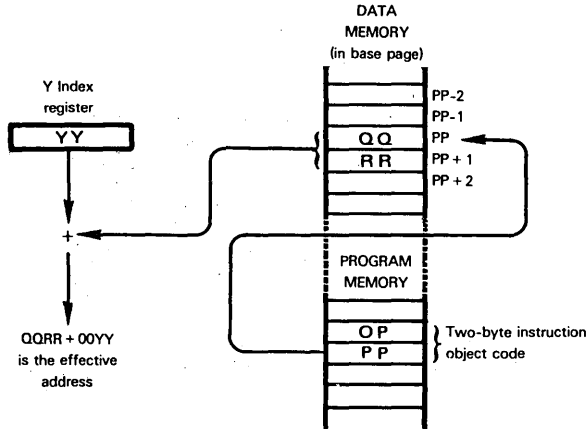 DATA
MEMORY
(in base page)
Y Index
register
YY
PP-2
PP-1
QQ PP
RR PP + 1
PP + 2
+
PROGRAM
MEMORY
QQRR + 00YY
is the effective
address
OP Two-byte instruction
PP object code